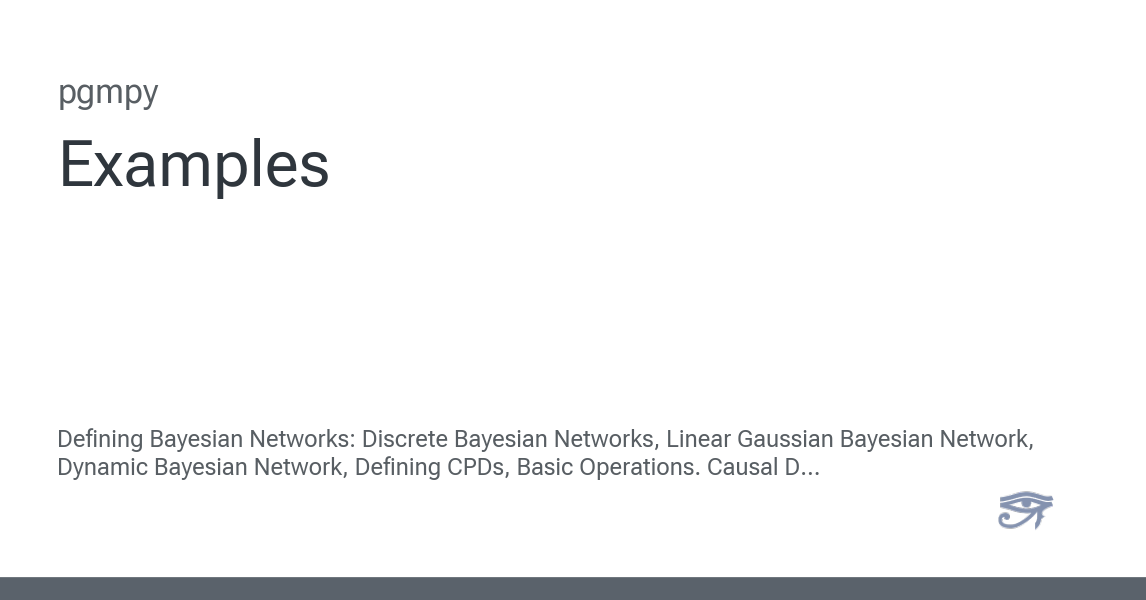 pgmpy
Examples
Defining Bayesian Networks: Discrete Bayesian Networks, Linear Gaussian Bayesian Network,
Dynamic Bayesian Network, Defining CPDs, Basic Operations. Causal D...